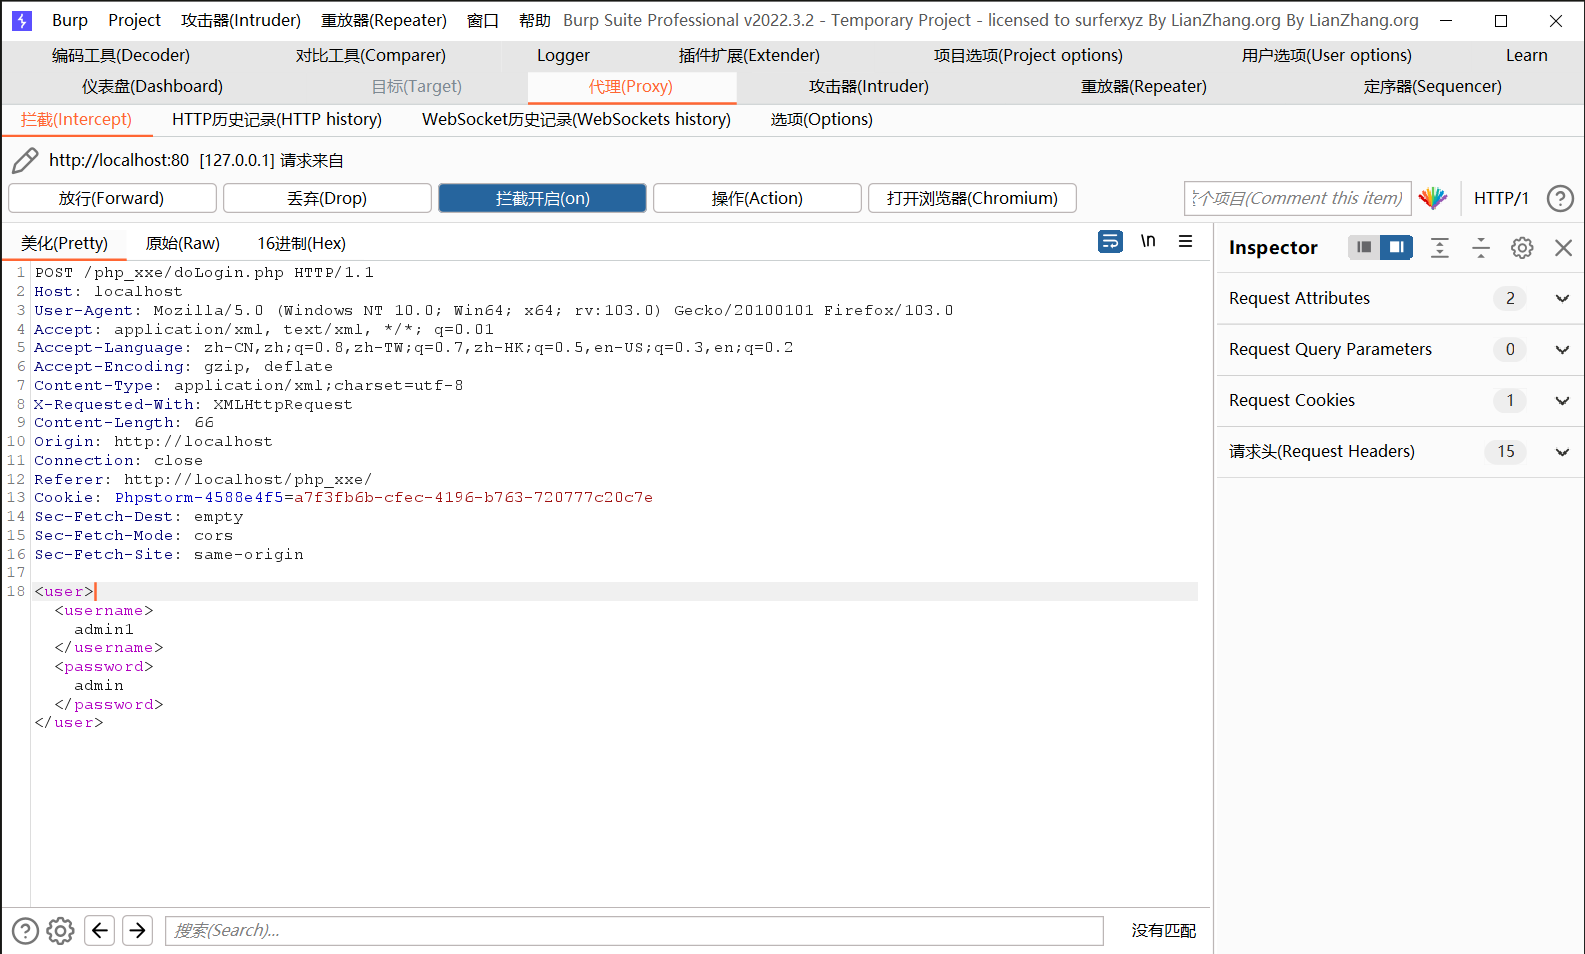 Burp Project 攻击器(Intruder) 重放器(Repeater) 窗口 帮助 Burp Suite Professional v2022.3.2 - Temporary Project - licensed to surferxyz By LianZhang.org By LianZhang.org
编码工具(Decoder) 对比工具(Comparer) Logger 插件扩展(Extender) 项目选项(Project options) 用户选项(User options) Learn
仪表盘(Dashboard) 目标(Target) 代理(Proxy) 攻击器(Intruder) 重放器(Repeater) 定序器(Sequencer)
拦截(Intercept) HTTP历史记录(HTTP history) WebSocket历史记录(WebSockets history) 选项(Options)
http://localhost:80 [127.0.0.1] 请求来自
放行(Forward) 丢弃(Drop) 拦截开启(on) 操作(Action) 打开浏览器(Chromium) 个项目(Comment this item) HTTP/1 ?
美化(Pretty) 原始(Raw) 16进制(Hex) \n
1 POST /php_xxe/doLogin.php HTTP/1.1
2 Host: localhost
3 User-Agent: Mozilla/5.0 (Windows NT 10.0; Win64; x64; rv:103.0) Gecko/20100101 Firefox/103.0
4 Accept: application/xml, text/xml, */*; q=0.01
5 Accept-Language: zh-CN,zh;q=0.8,zh-TW;q=0.7,zh-HK;q=0.5,en-US;q=0.3,en;q=0.2
6 Accept-Encoding: gzip, deflate
7 Content-Type: application/xml;charset=utf-8
8 X-Requested-With: XMLHttpRequest
9 Content-Length: 66
10 Origin: http://localhost
11 Connection: close
12 Referer: http://localhost/php_xxe/
13 Cookie: Phpstorm-4588e4f5=a7f3fb6b-cfec-4196-b763-720777c20c7e
14 Sec-Fetch-Dest: empty
15 Sec-Fetch-Mode: cors
16 Sec-Fetch-Site: same-origin
17
18 <user>
<username>
admin1
</username>
<password>
admin
</password>
</user>
Inspector
Request Attributes 2
Request Query Parameters 0
Request Cookies 1
请求头(Request Headers) 15
? 搜索(Search)... 没有匹配